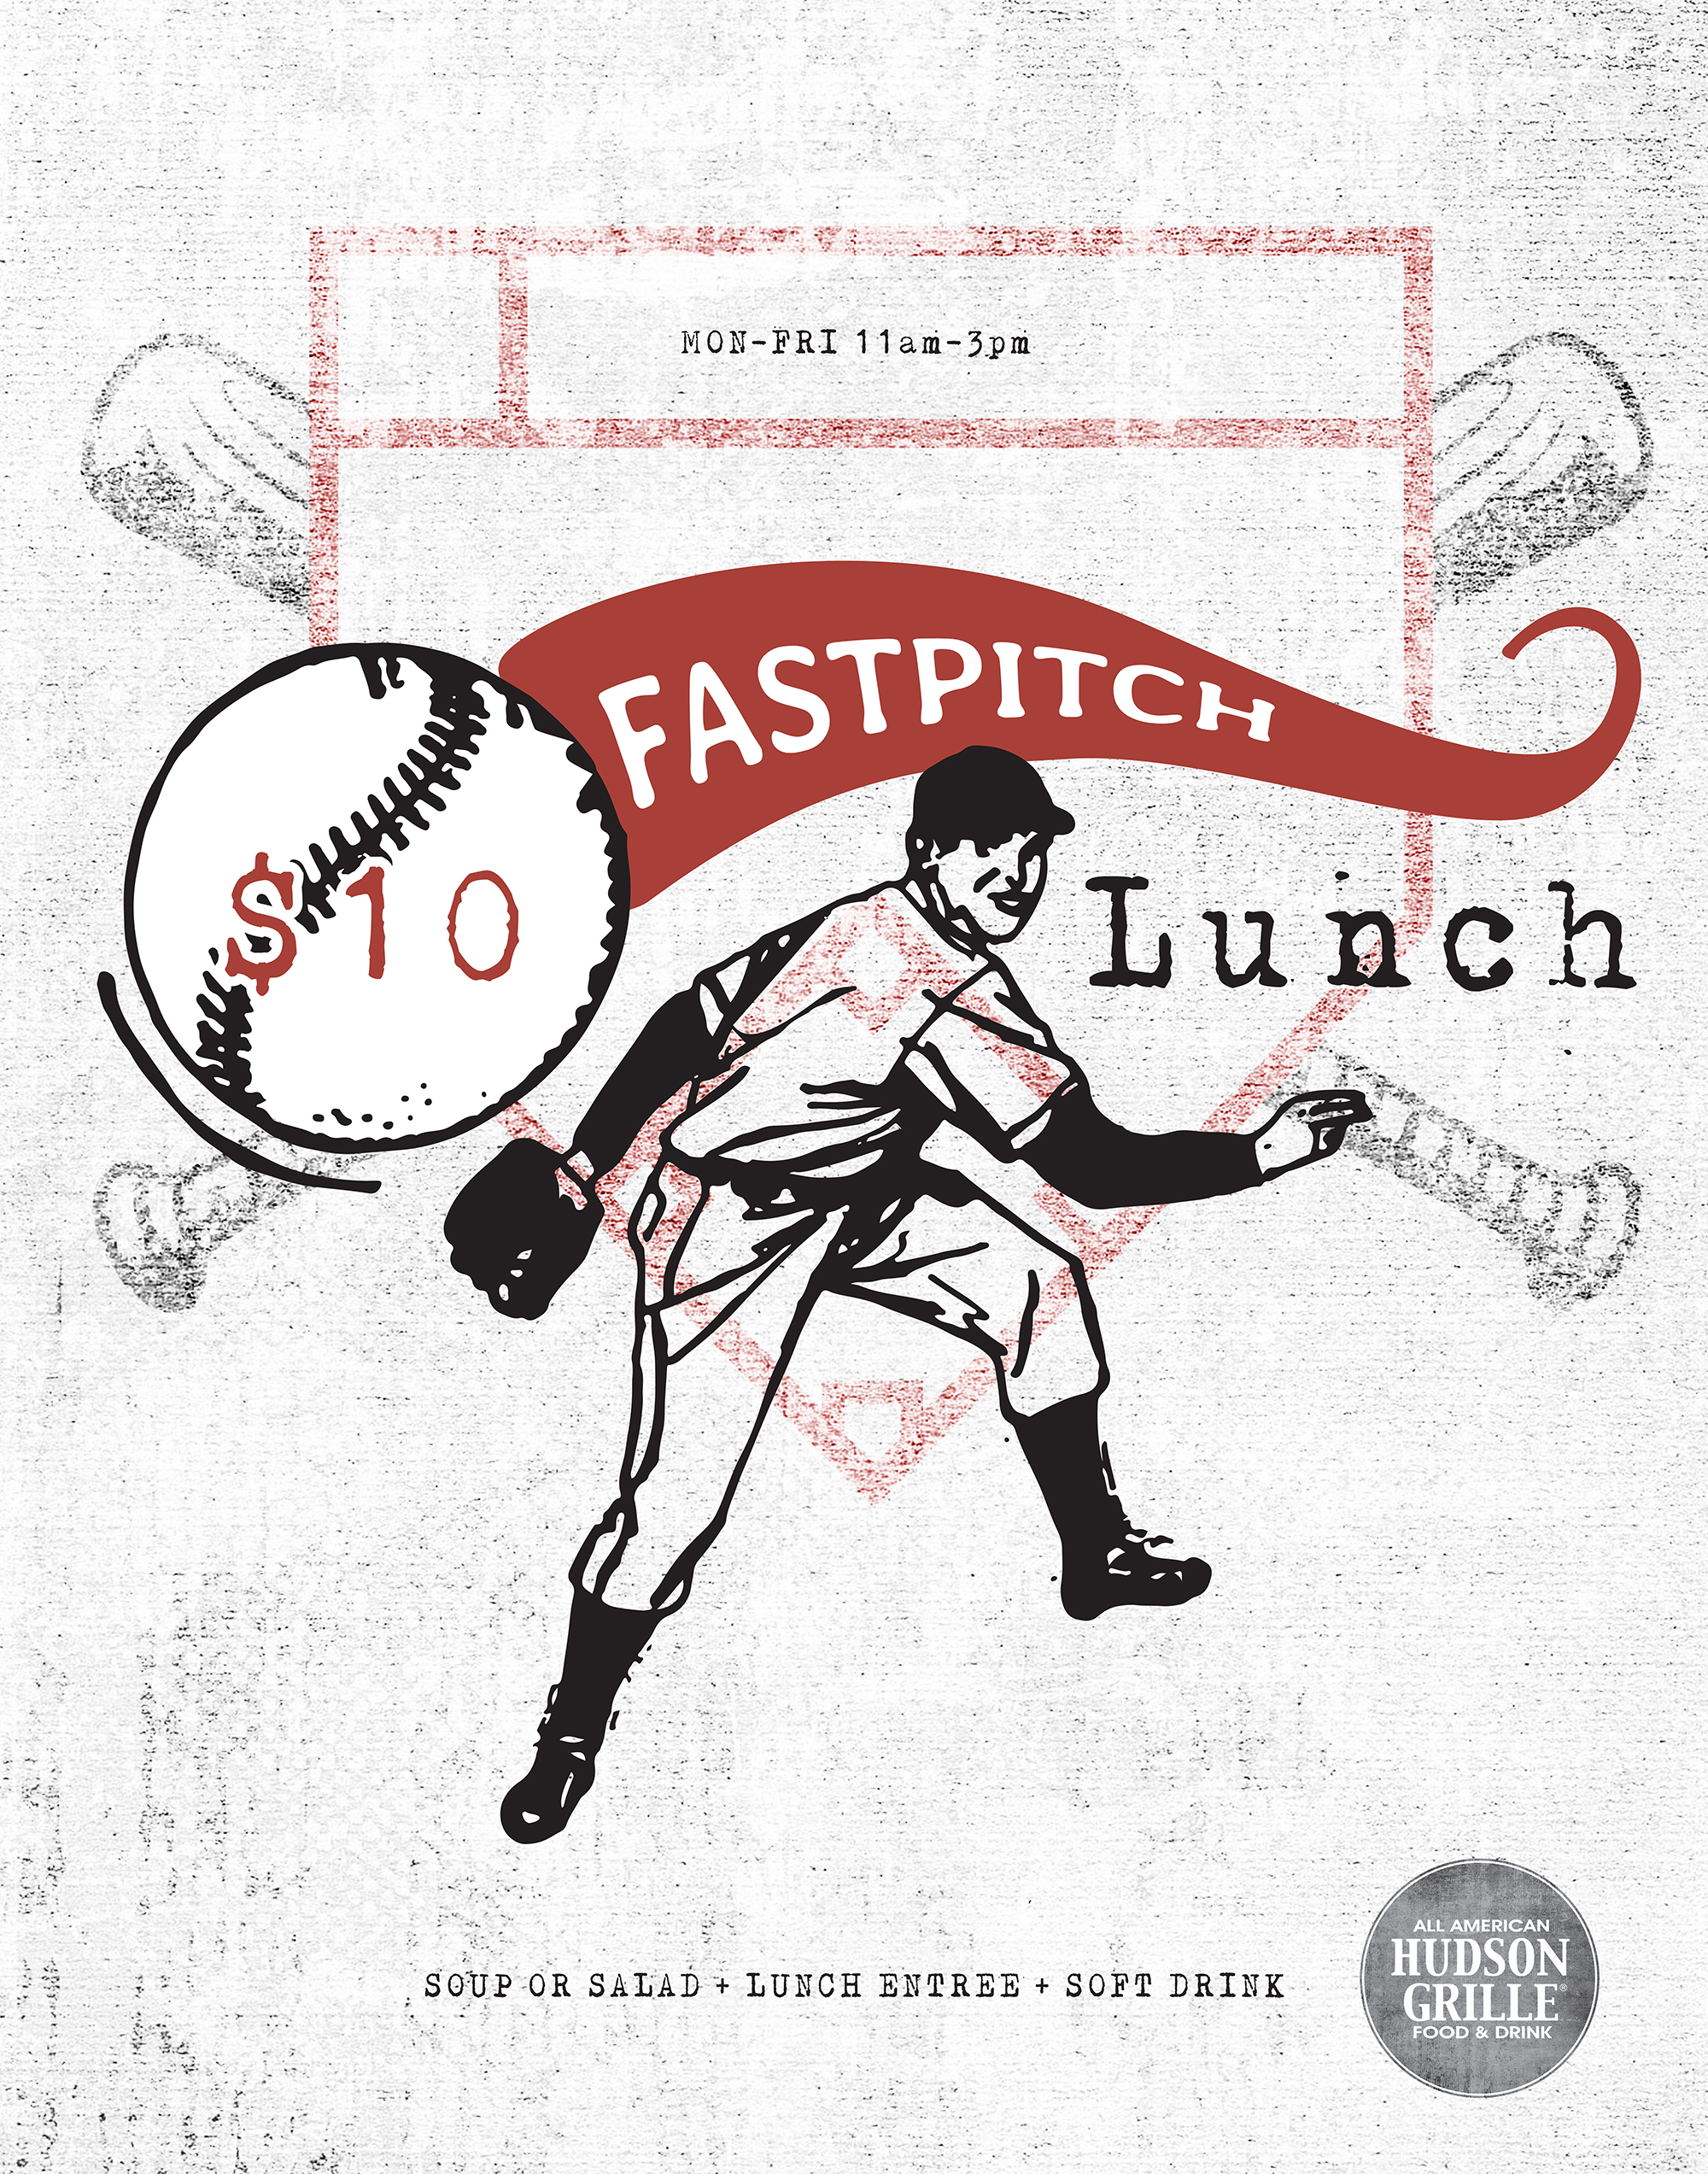 MON-FRI 11am-3pm
FASTPITCH
$10
Lunch
SOUP OR SALAD + LUNCH ENTREE + SOFT DRINK
ALL AMERICAN
HUDSON
GRILLE®
FOOD & DRINK